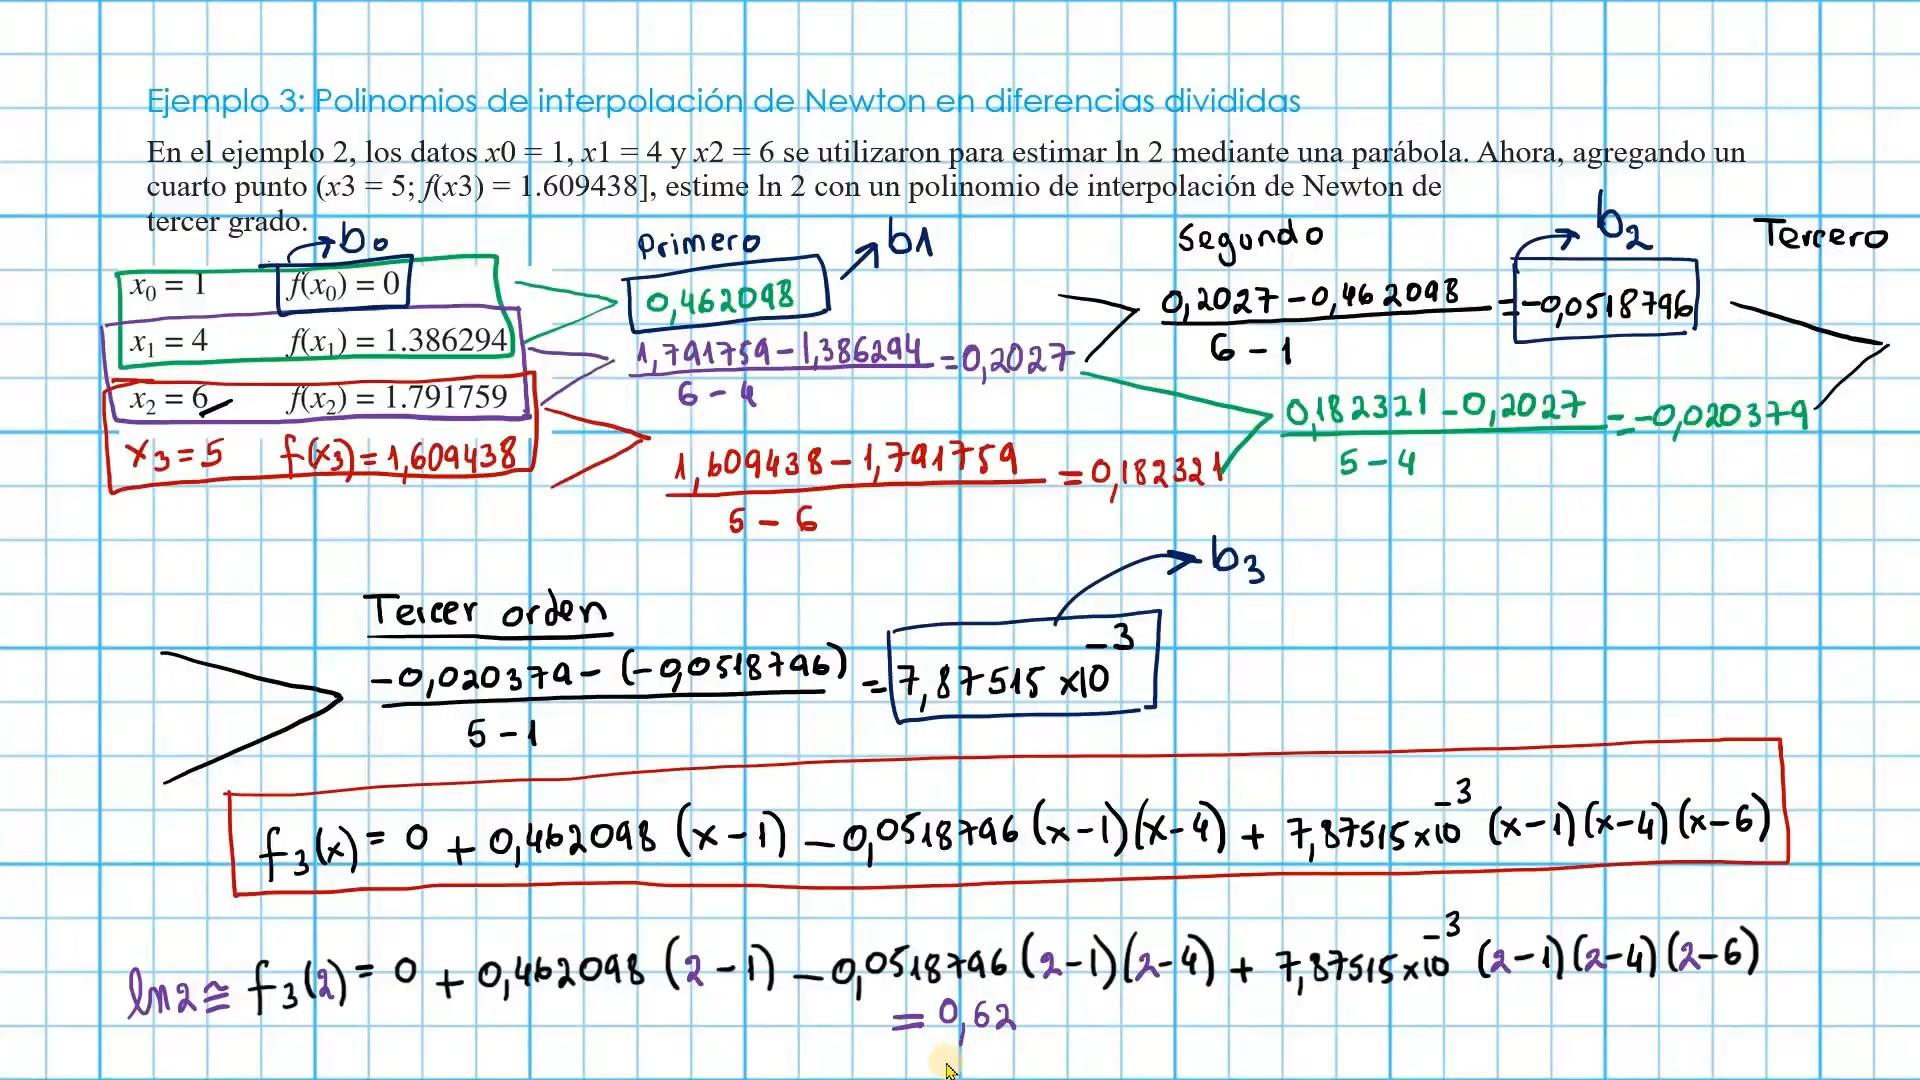 Ejemplo 3: Polinomios de interpolación de Newton en diferencias divididas
En el ejemplo 2, los datos x0 = 1, x1 = 4 y x2 = 6 se utilizaron para estimar ln 2 mediante una parábola. Ahora, agregando un
cuarto punto (x3 = 5; f(x3) = 1.609438], estime ln 2 con un polinomio de interpolación de Newton de
tercer grado.
b0 Primero b1 Segundo b2 Tercero
x0 = 1 f(x0) = 0 0,462098 0,2027 - 0,462098 = -0,0518796
6 - 1
x1 = 4 f(x1) = 1.386294 1,791759 - 1,386294 = 0,2027
6 - 4
x2 = 6 f(x2) = 1.791759 0,182321 - 0,2027 = -0,020379
5 - 4
x3 = 5 f(x3) = 1,609438 1,609438 - 1,791759 = 0,182321
5 - 6
b3
Tercer orden
-0,020379 - (-0,0518796) = 7,87515 x10^-3
5 - 1
f3(x) = 0 + 0,462098 (x-1) - 0,0518796 (x-1)(x-4) + 7,87515x10^-3 (x-1)(x-4)(x-6)
ln2 ≅ f3(2) = 0 + 0,462098 (2-1) - 0,0518796 (2-1)(2-4) + 7,87515x10^-3 (2-1)(2-4)(2-6)
= 0,62